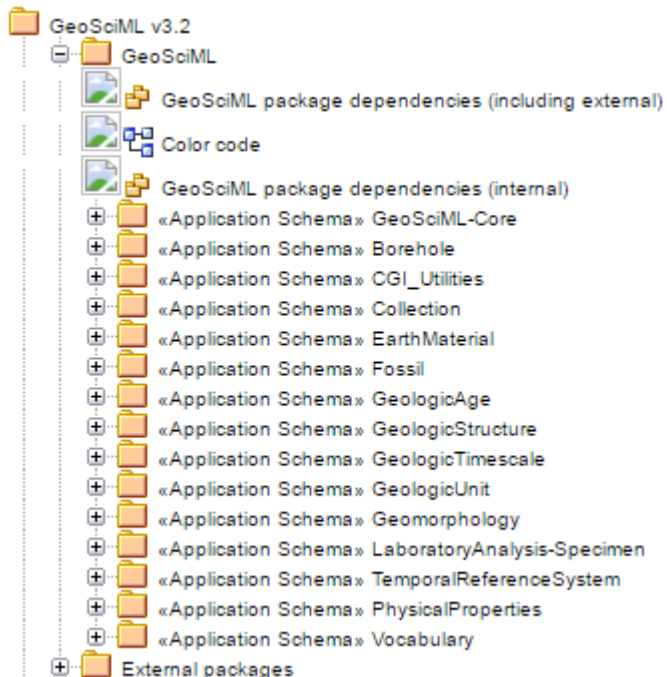 GeoSciML v3.2
GeoSciML
GeoSciML package dependencies (including external)
Color code
GeoSciML package dependencies (internal)
«Application Schema» GeoSciML-Core
«Application Schema» Borehole
«Application Schema» CGI_Utilities
«Application Schema» Collection
«Application Schema» EarthMaterial
«Application Schema» Fossil
«Application Schema» GeologicAge
«Application Schema» GeologicStructure
«Application Schema» GeologicTimescale
«Application Schema» GeologicUnit
«Application Schema» Geomorphology
«Application Schema» LaboratoryAnalysis-Specimen
«Application Schema» TemporalReferenceSystem
«Application Schema» PhysicalProperties
«Application Schema» Vocabulary
External packages